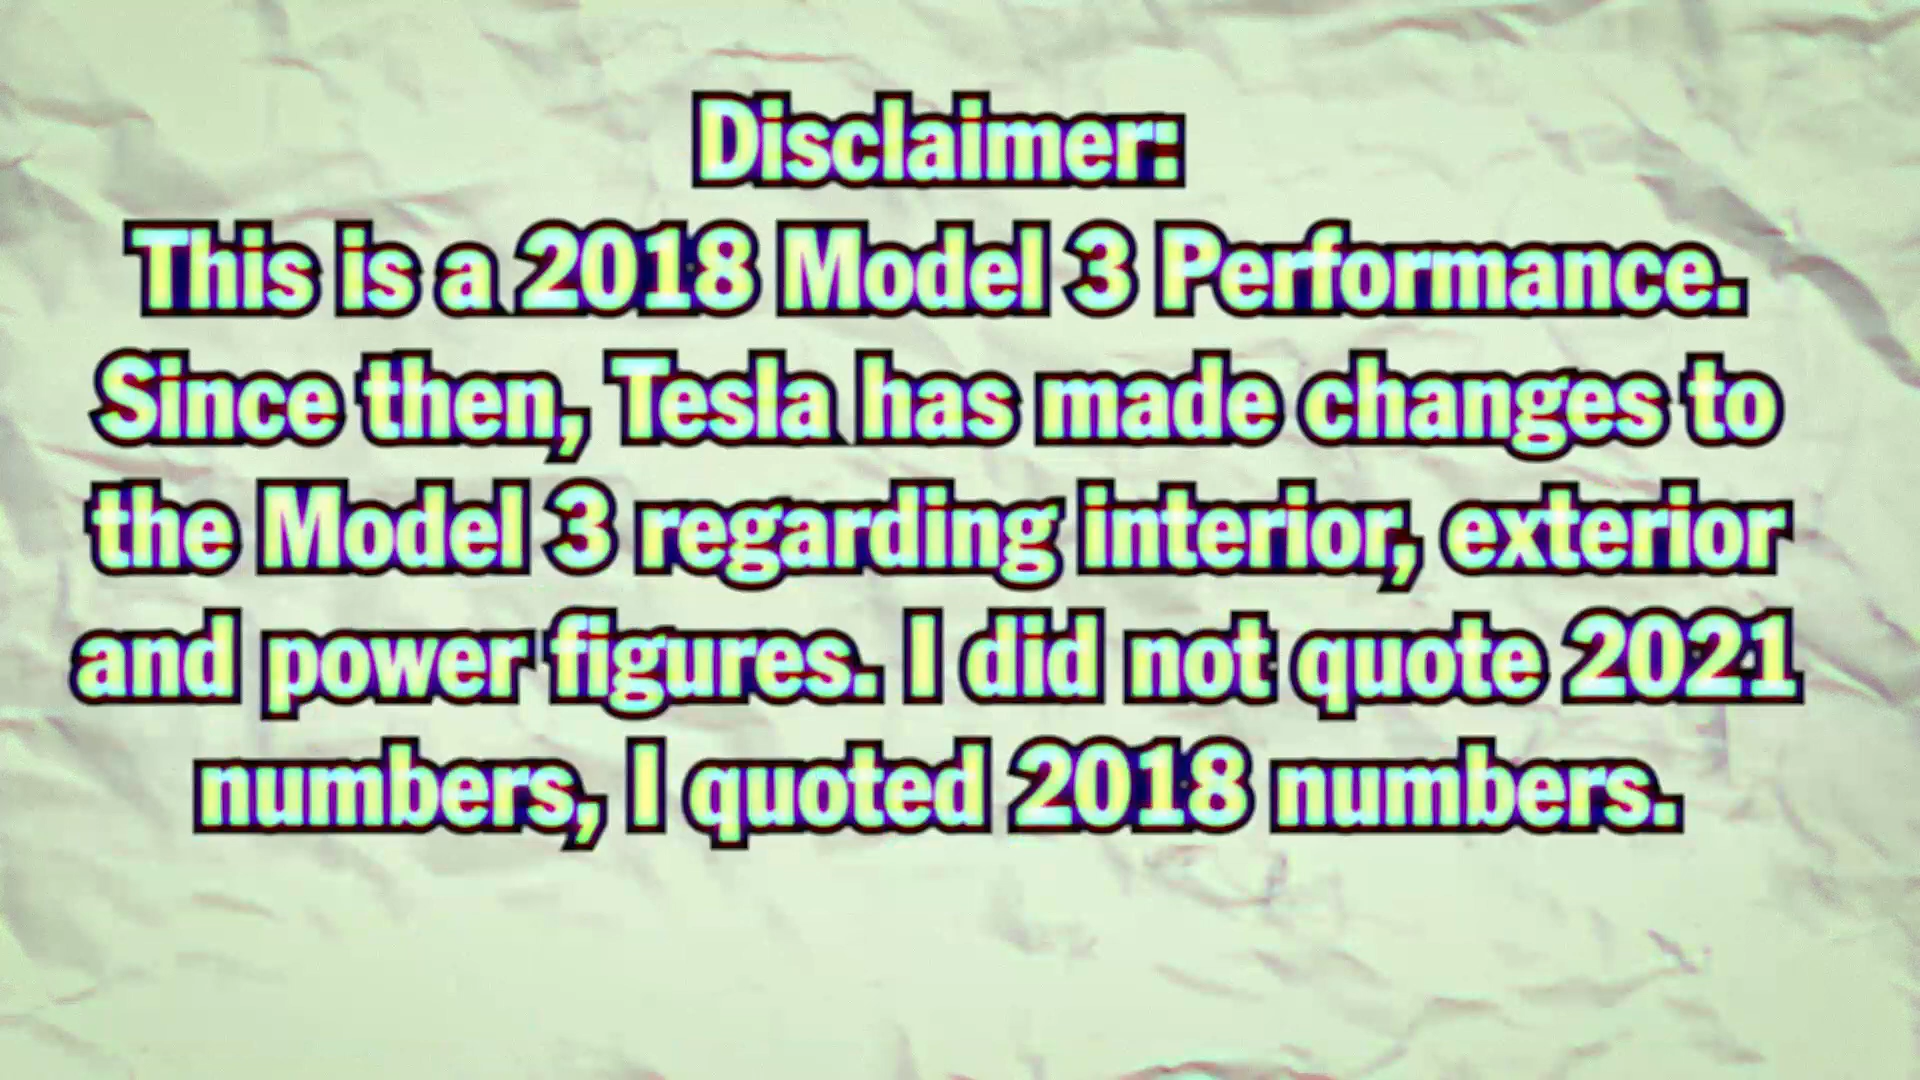 Disclaimer:
This is a 2018 Model 3 Performance.
Since then, Tesla has made changes to
the Model 3 regarding interior, exterior
and power figures. I did not quote 2021
numbers, I quoted 2018 numbers.